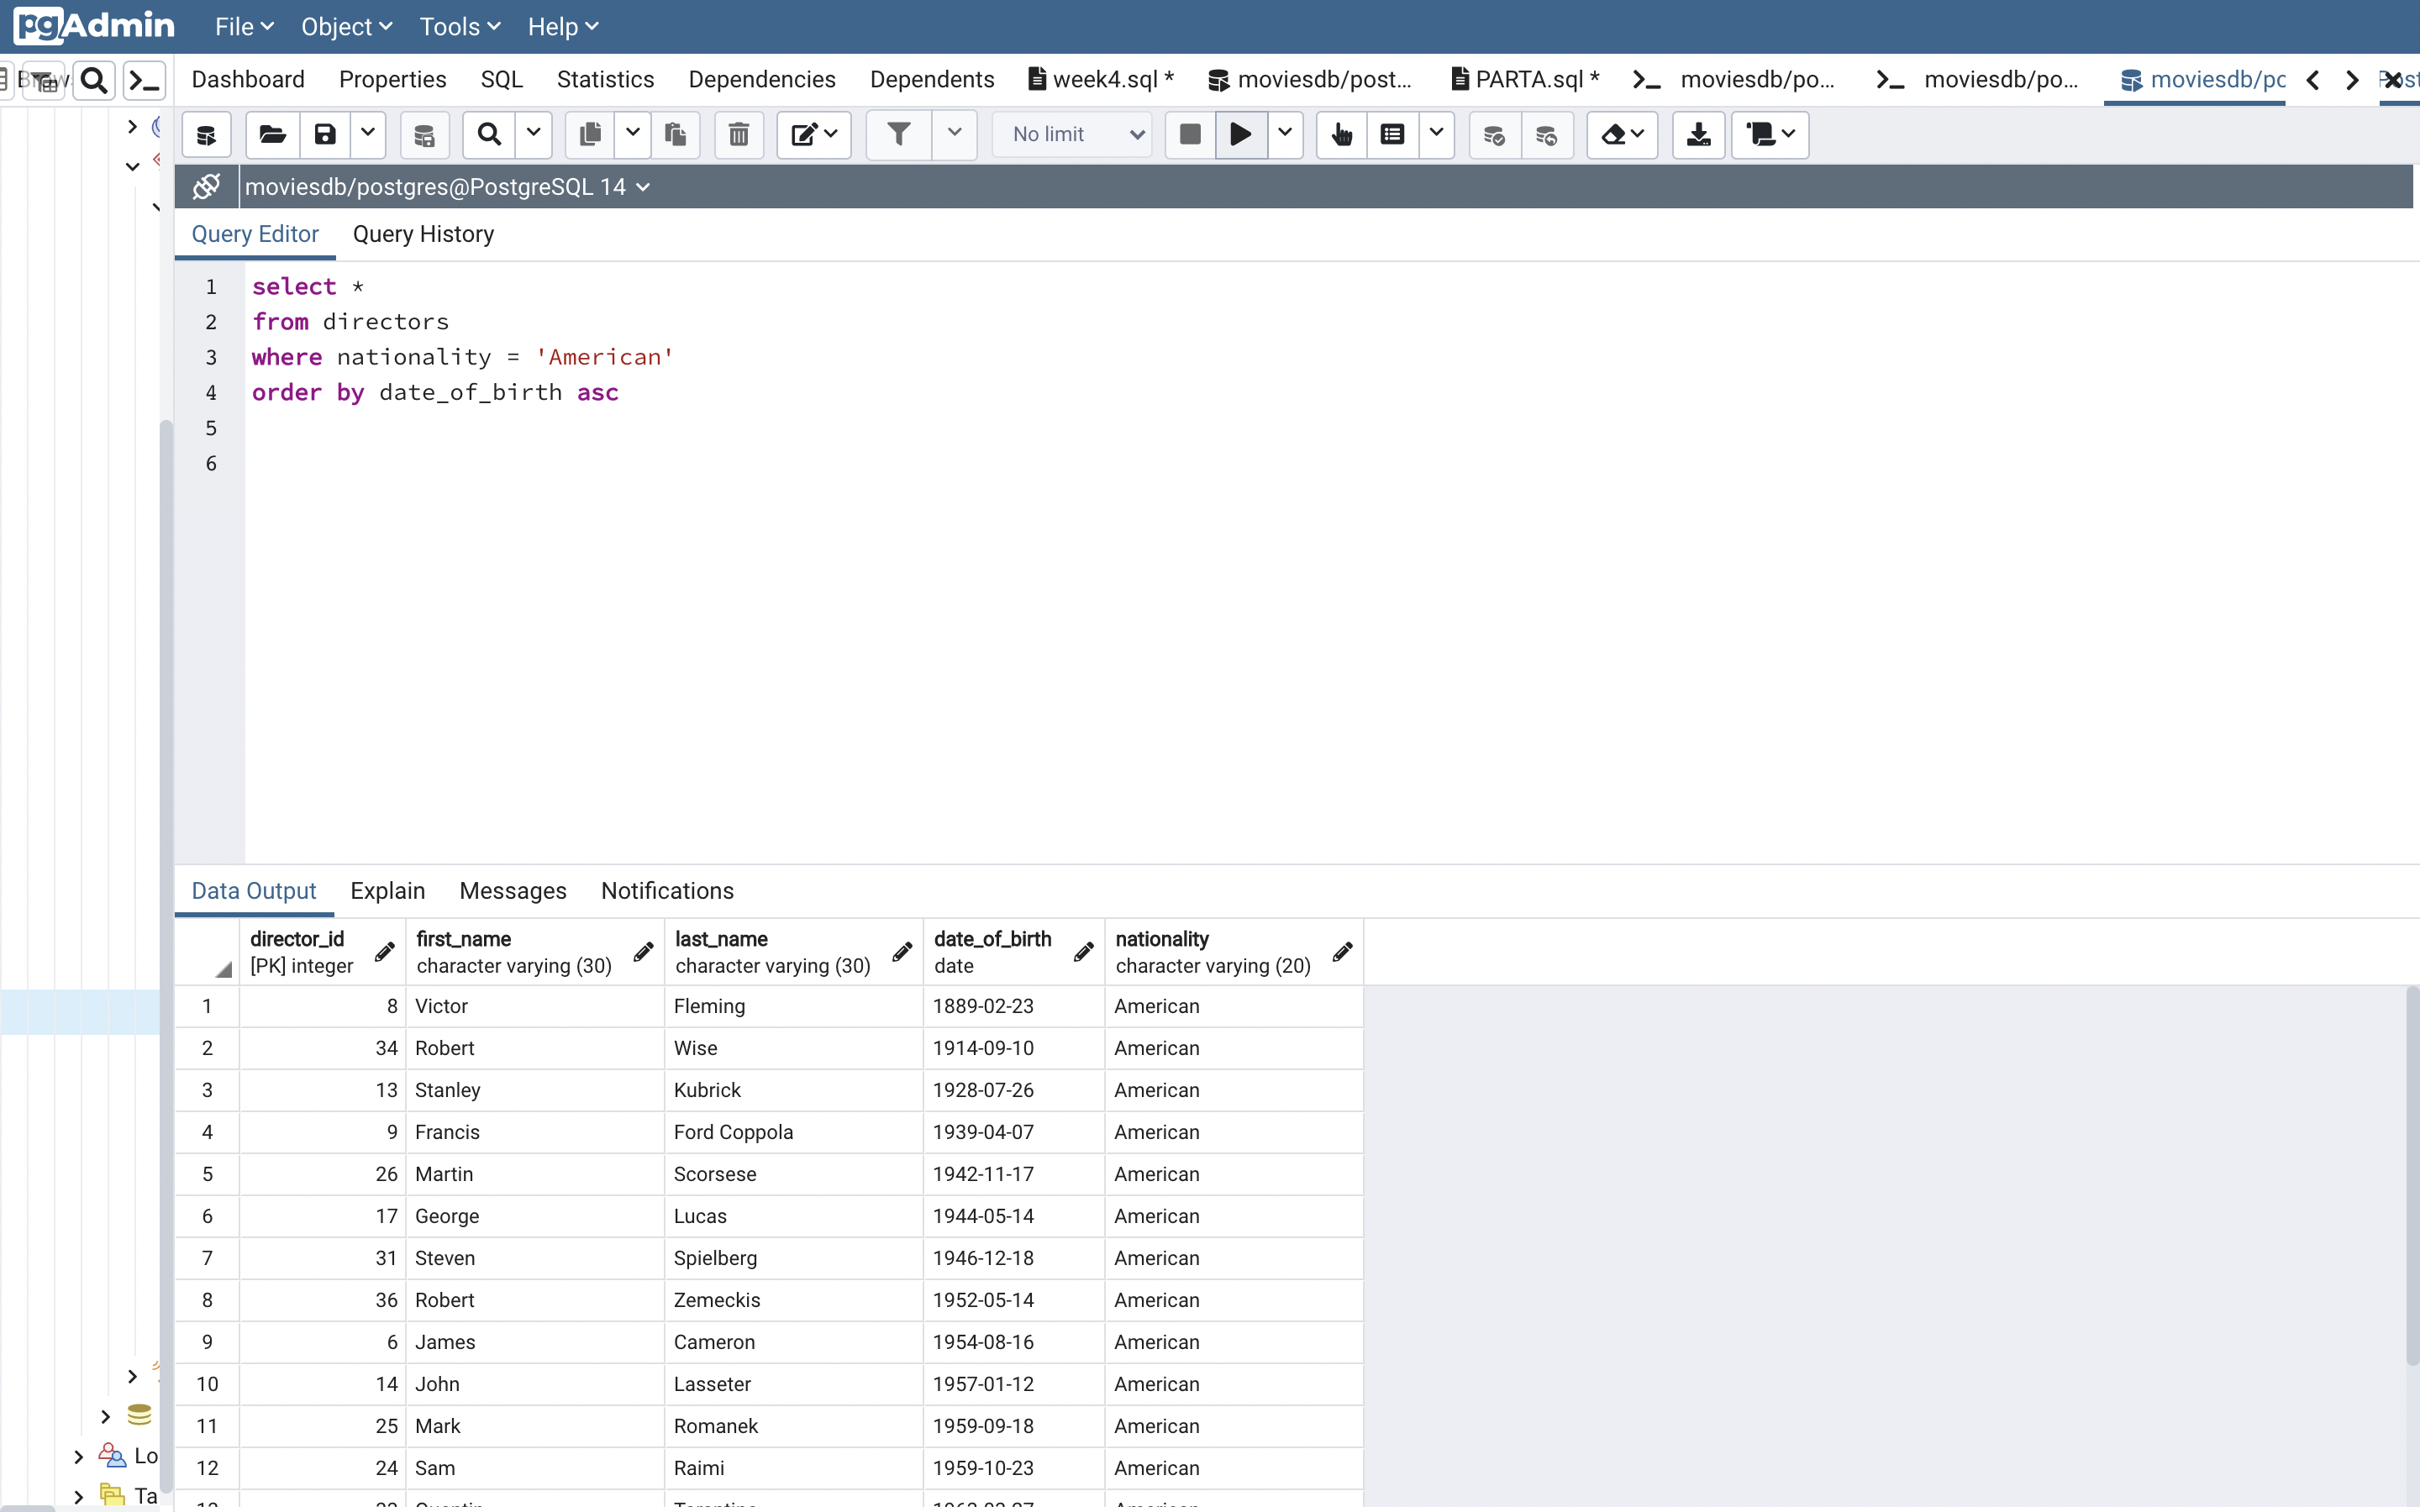 pgAdmin File Object Tools Help
Dashboard Properties SQL Statistics Dependencies Dependents week4.sql * moviesdb/post... PARTA.sql * moviesdb/po... moviesdb/po... moviesdb/po
No limit
moviesdb/postgres@PostgreSQL 14
Query Editor Query History
1 select *
2 from directors
3 where nationality = 'American'
4 order by date_of_birth asc
5
6
Data Output Explain Messages Notifications
director_id first_name last_name date_of_birth nationality
[PK] integer character varying (30) character varying (30) date character varying (20)
1 8 Victor Fleming 1889-02-23 American
2 34 Robert Wise 1914-09-10 American
3 13 Stanley Kubrick 1928-07-26 American
4 9 Francis Ford Coppola 1939-04-07 American
5 26 Martin Scorsese 1942-11-17 American
6 17 George Lucas 1944-05-14 American
7 31 Steven Spielberg 1946-12-18 American
8 36 Robert Zemeckis 1952-05-14 American
9 6 James Cameron 1954-08-16 American
10 14 John Lasseter 1957-01-12 American
11 25 Mark Romanek 1959-09-18 American
12 24 Sam Raimi 1959-10-23 American
Lo
Ta